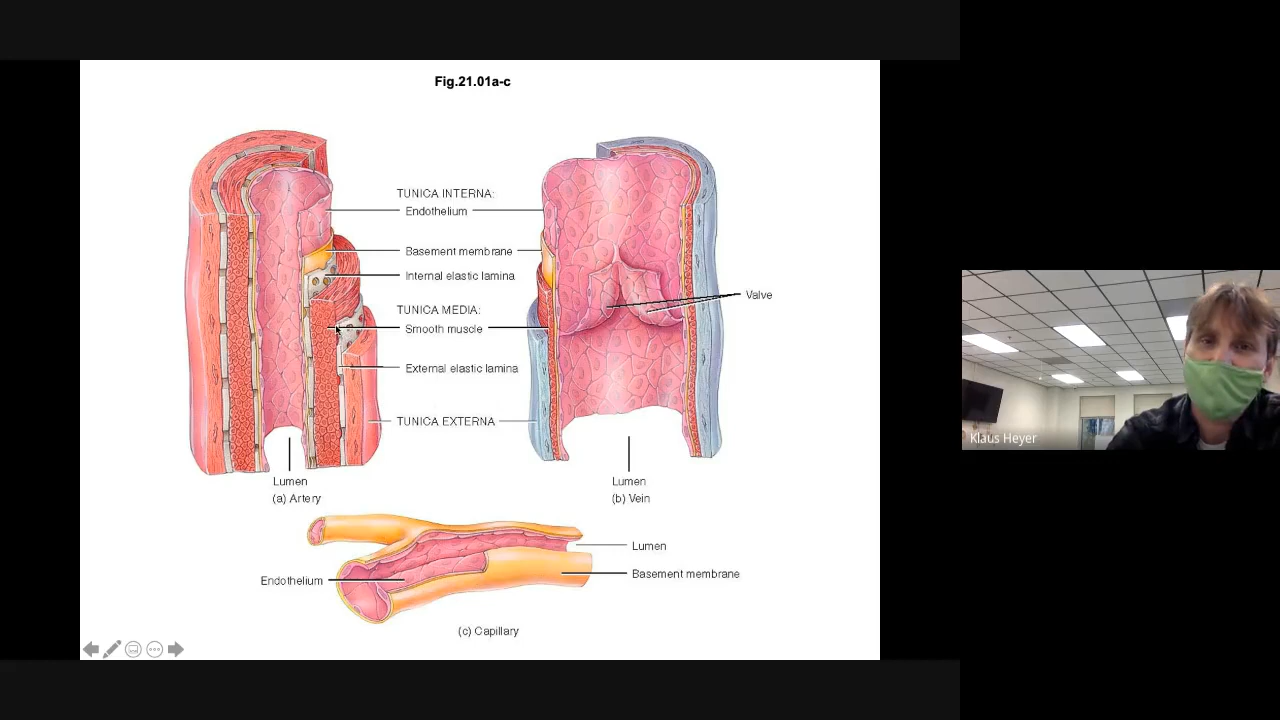 Fig.21.01a-c
TUNICA INTERNA:
Endothelium
Basement membrane
Internal elastic lamina
TUNICA MEDIA:
Smooth muscle
External elastic lamina
TUNICA EXTERNA
Valve
Lumen
(a) Artery
Lumen
(b) Vein
Lumen
Endothelium
Basement membrane
(c) Capillary
Klaus Heyer